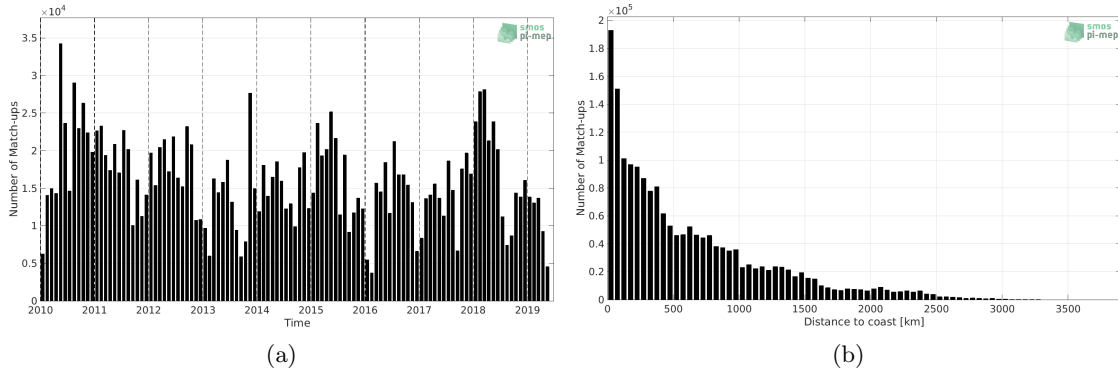 ×10⁴
3.5
3
2.5
2
1.5
1
0.5
0
Number of Match-ups
2010 2011 2012 2013 2014 2015 2016 2017 2018 2019
Time
smos
pi-mep
(a)
×10⁵
2
1.8
1.6
1.4
1.2
1
0.8
0.6
0.4
0.2
0
Number of Match-ups
0 500 1000 1500 2000 2500 3000 3500
Distance to coast [km]
smos
pi-mep
(b)